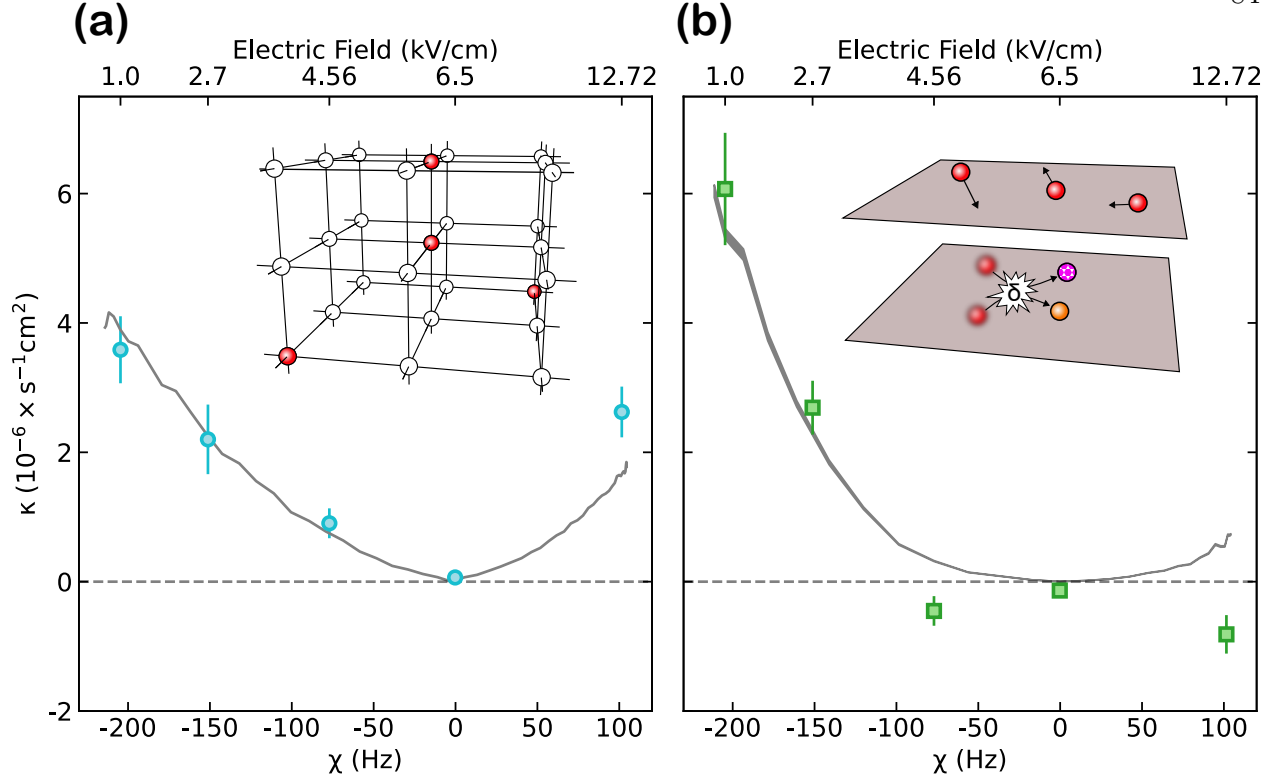 (a)
Electric Field (kV/cm)
1.0 2.7 4.56 6.5 12.72
6
4
2
0
-2
κ (10⁻⁶ × s⁻¹cm²)
-200 -150 -100 -50 0 50 100
χ (Hz)
(b)
Electric Field (kV/cm)
1.0 2.7 4.56 6.5 12.72
δ
-200 -150 -100 -50 0 50 100
χ (Hz)